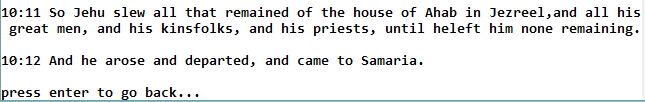 10:11 So Jehu slew all that remained of the house of Ahab in Jezreel,and all his
great men, and his kinsfolks, and his priests, until heleft him none remaining.
10:12 And he arose and departed, and came to Samaria.
press enter to go back...